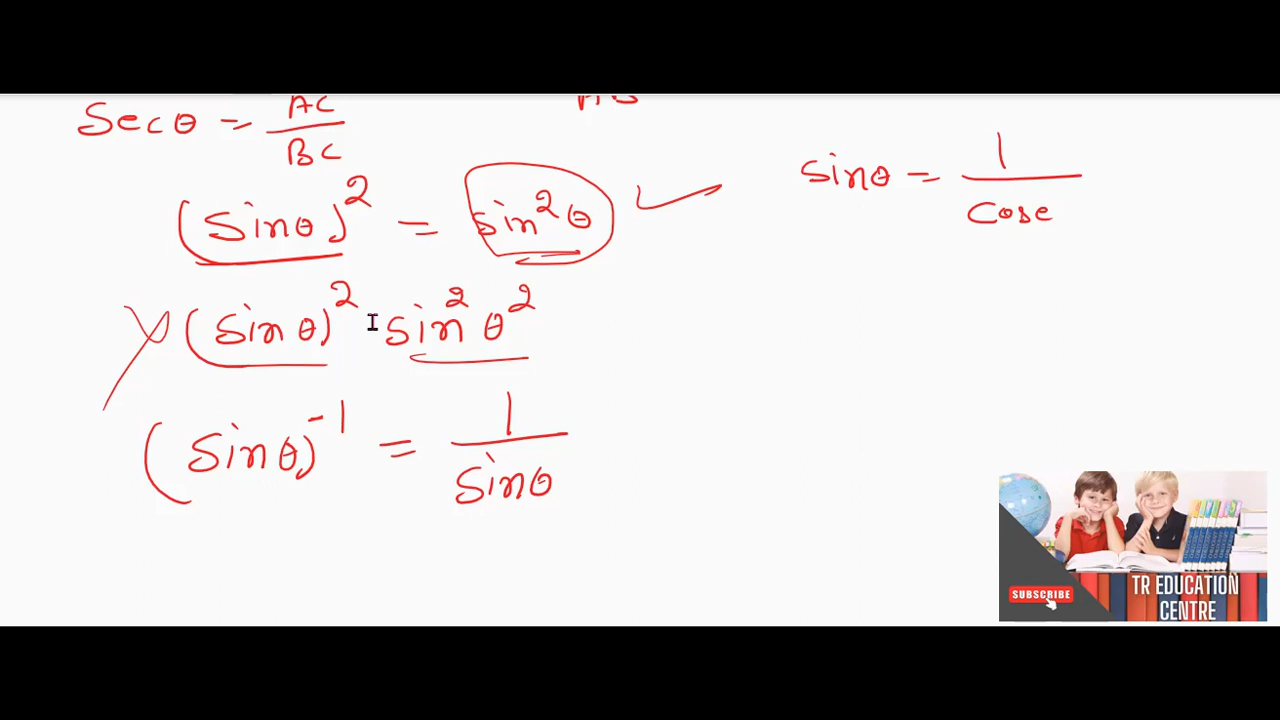 Secθ = AC/BC
sinθ = 1/Cose
(sinθ)² = sin²θ ✓
(sinθ)² sin²θ²
(sinθ)⁻¹ = 1/sinθ
SUBSCRIBE
TR EDUCATION
CENTRE